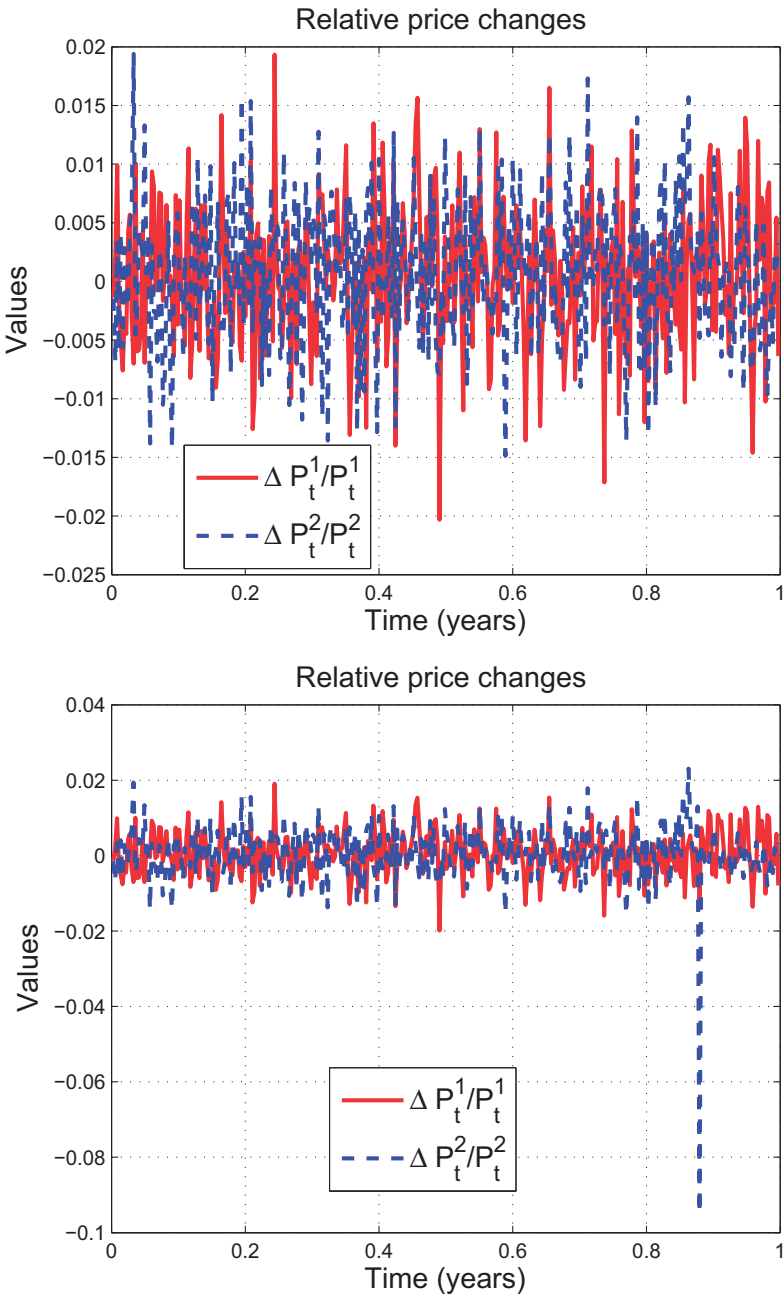 Relative price changes
0.02
0.015
0.01
0.005
0
−0.005
−0.01
−0.015
−0.02
−0.025
Values
Δ P_t^1/P_t^1
Δ P_t^2/P_t^2
0 0.2 0.4 0.6 0.8 1
Time (years)
Relative price changes
0.04
0.02
0
−0.02
−0.04
−0.06
−0.08
−0.1
Values
Δ P_t^1/P_t^1
Δ P_t^2/P_t^2
0 0.2 0.4 0.6 0.8 1
Time (years)